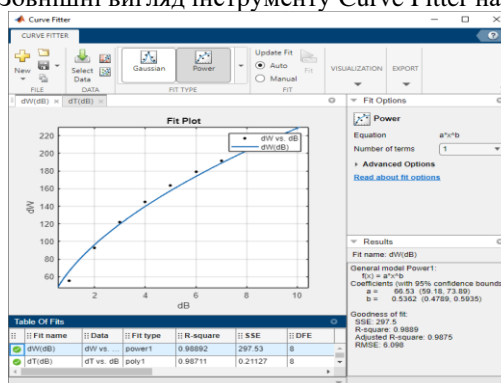 Зовнішній вигляд інструменту Curve Fitter на
Curve Fitter
CURVE FITTER
New
Select Data
Gaussian
Power
Update Fit
Auto
Manual
Fit
VISUALIZATION
EXPORT
FILE
DATA
FIT TYPE
FIT
dW(dB) ×
dT(dB) ×
Fit Plot
dW vs. dB
dW(dB)
220
200
180
160
140
120
100
80
60
dW
2
4
6
8
10
dB
Fit Options
Power
Equation a*x^b
Number of terms 1
Advanced Options
Read about fit options
Results
Fit name: dW(dB)
General model Power1:
f(x) = a*x^b
Coefficients (with 95% confidence bounds
a = 66.53 (59.18, 73.89)
b = 0.5362 (0.4789, 0.5935)
Goodness of fit:
SSE: 297.5
R-square: 0.9889
Adjusted R-square: 0.9875
RMSE: 6.098
Table Of Fits
Fit name Data Fit type R-square SSE DFE
dW(dB) dW vs. ... power1 0.98892 297.53 8
dT(dB) dT vs. dB poly1 0.98711 0.21127 8